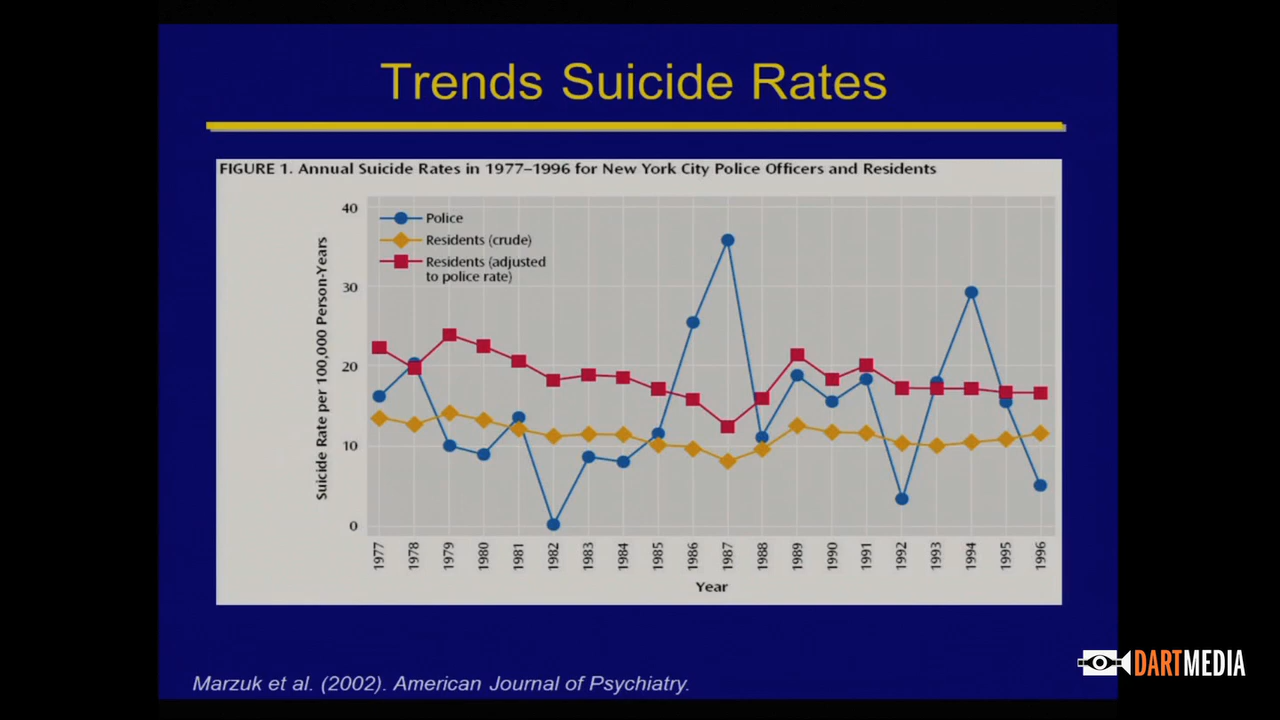 Trends Suicide Rates
FIGURE 1. Annual Suicide Rates in 1977–1996 for New York City Police Officers and Residents
Suicide Rate per 100,000 Person-Years
40
30
20
10
0
Police
Residents (crude)
Residents (adjusted
to police rate)
1977
1978
1979
1980
1981
1982
1983
1984
1985
1986
1987
1988
1989
1990
1991
1992
1993
1994
1995
1996
Year
Marzuk et al. (2002). American Journal of Psychiatry.
DARTMEDIA